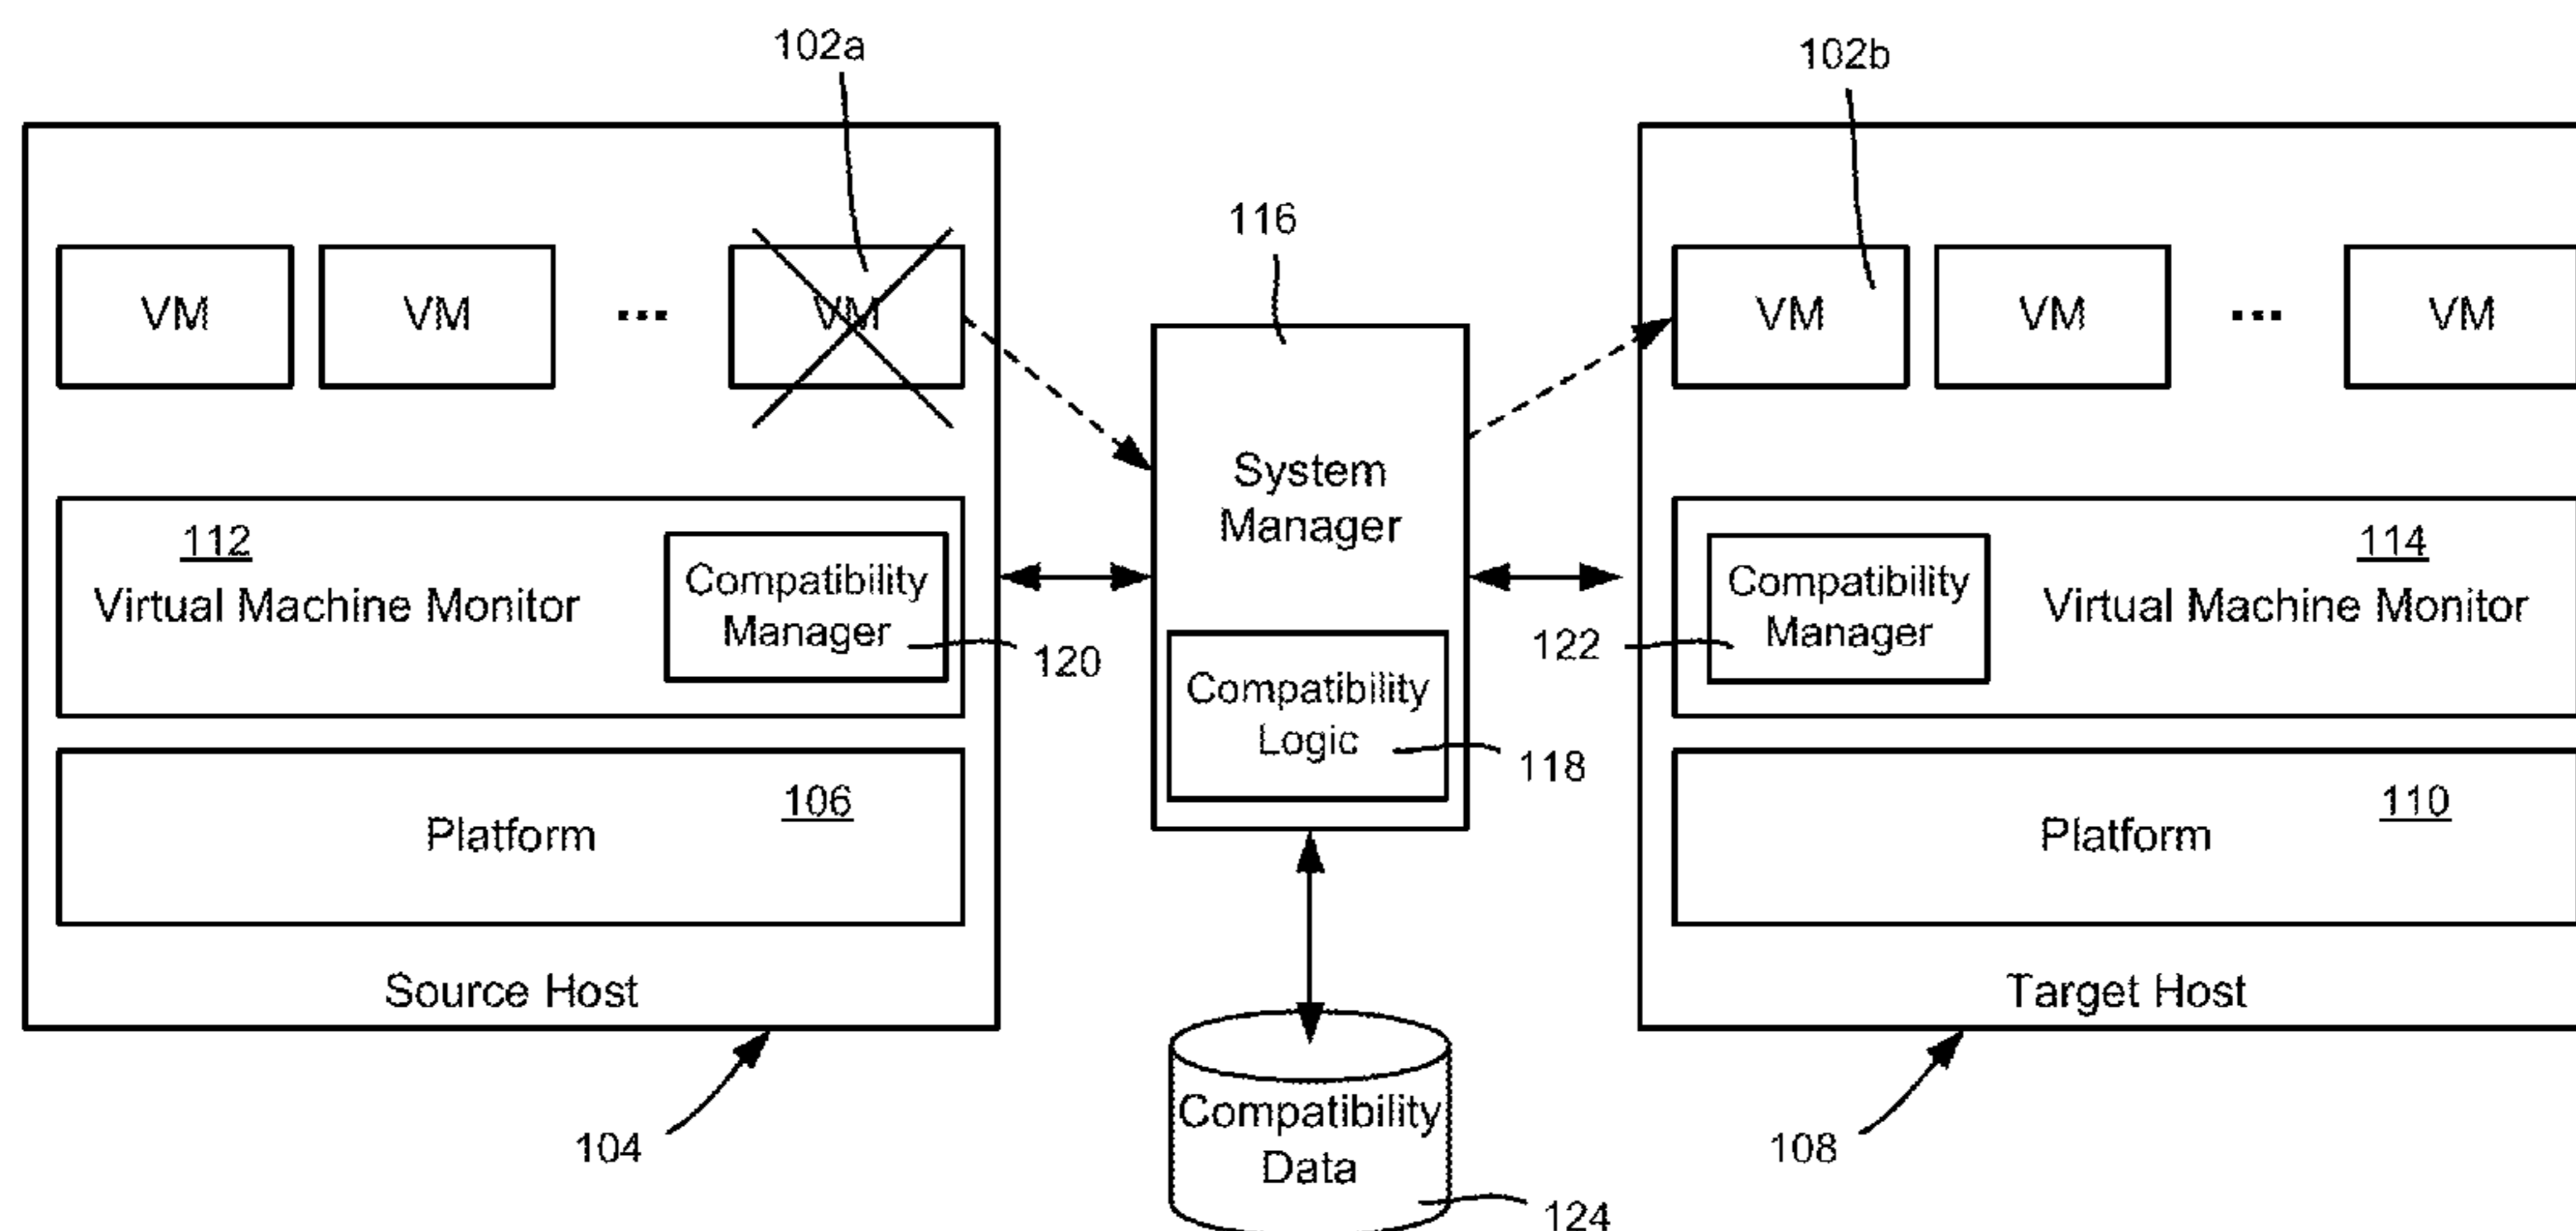 102a
102b
116
VM
VM
...
VM
VM
VM
...
VM
System
Manager
112
Virtual Machine Monitor
Compatibility
Manager
120
114
Compatibility
Manager
Virtual Machine Monitor
122
Compatibility
Logic
118
106
Platform
110
Platform
Source Host
Target Host
104
108
Compatibility
Data
124